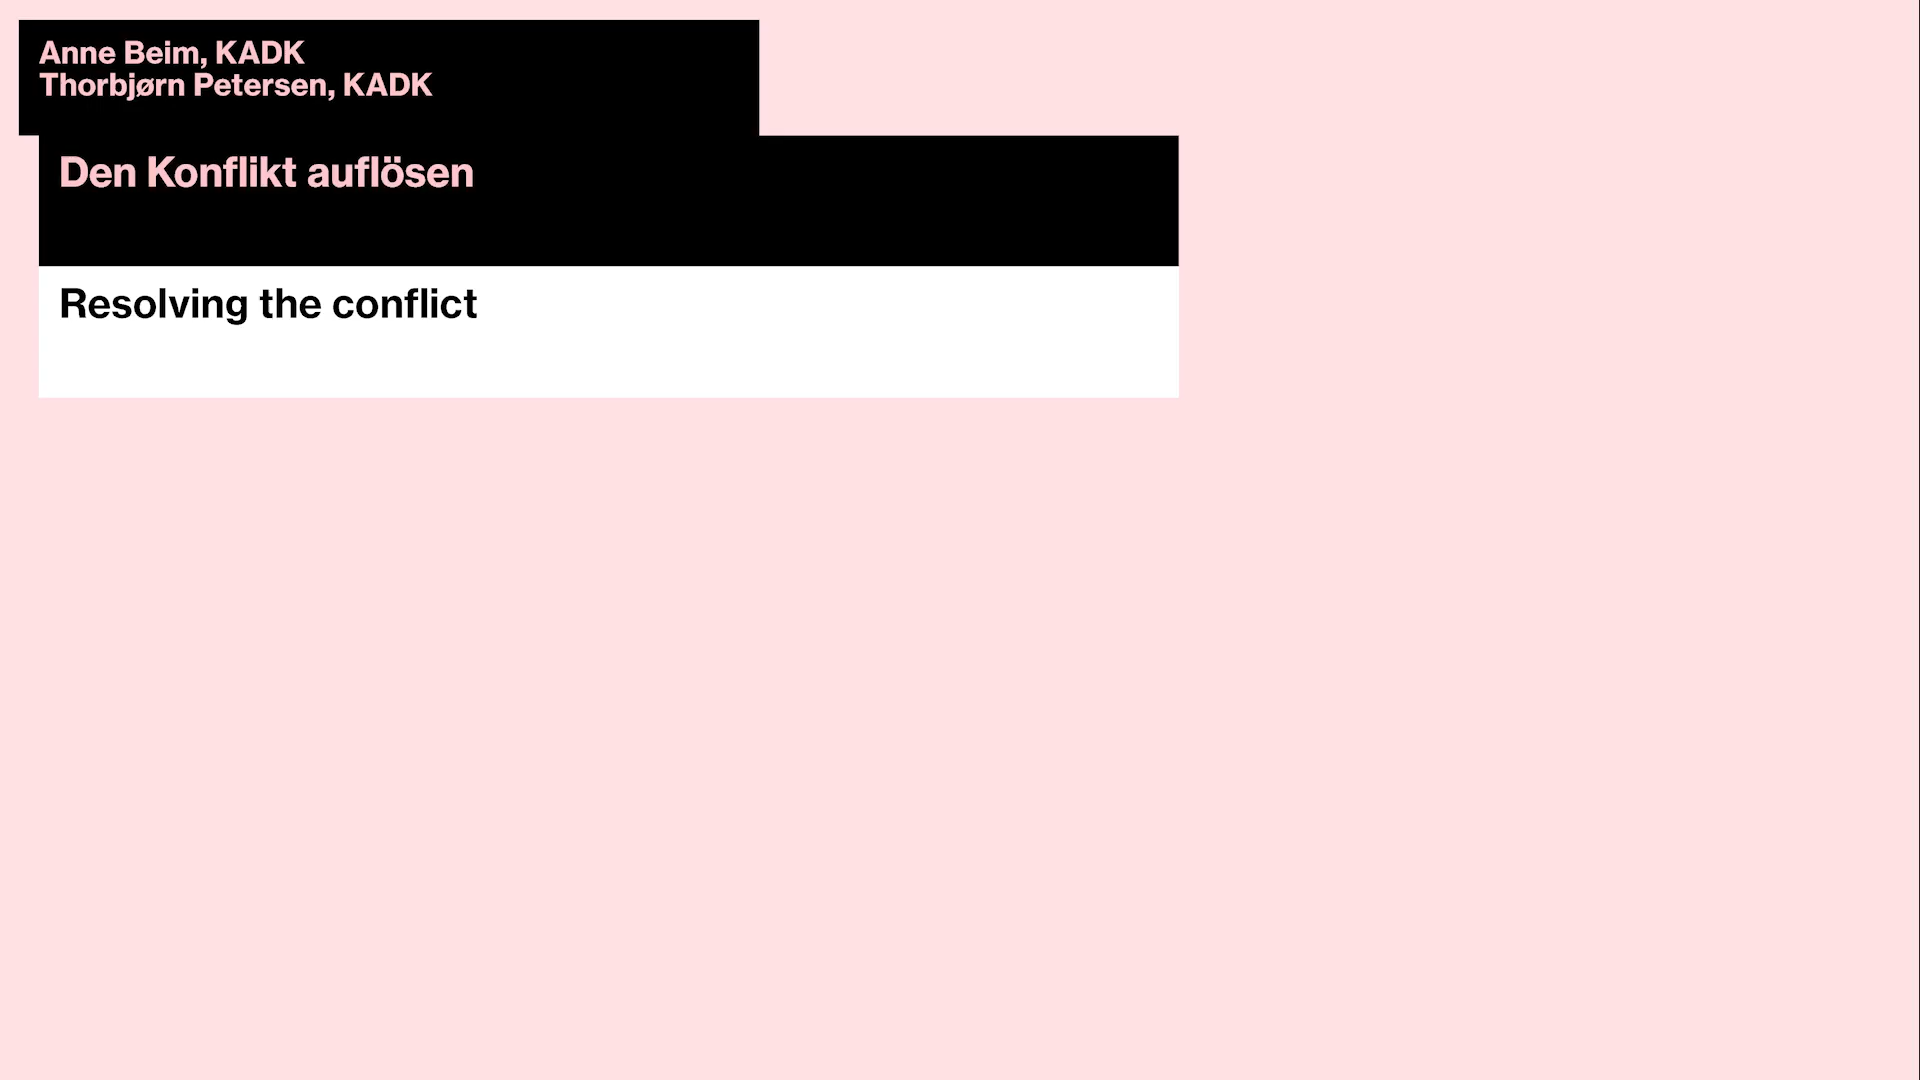 Anne Beim, KADK
Thorbjørn Petersen, KADK
Den Konflikt auflösen
Resolving the conflict